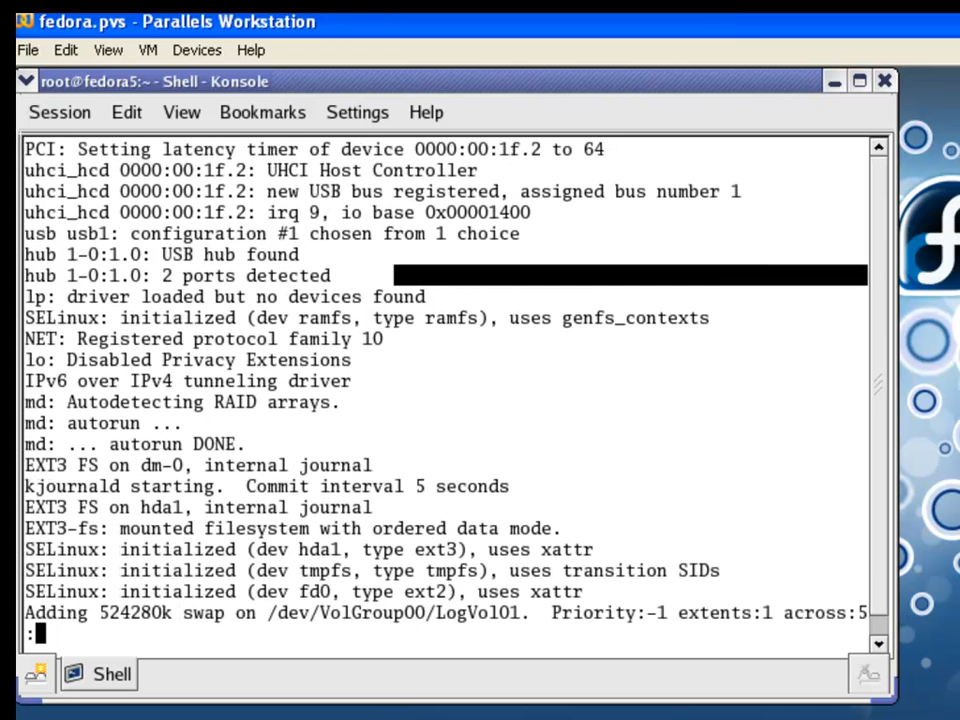 fedora.pvs - Parallels Workstation
File Edit View VM Devices Help
root@fedora5:~ - Shell - Konsole
Session Edit View Bookmarks Settings Help
PCI: Setting latency timer of device 0000:00:1f.2 to 64
uhci_hcd 0000:00:1f.2: UHCI Host Controller
uhci_hcd 0000:00:1f.2: new USB bus registered, assigned bus number 1
uhci_hcd 0000:00:1f.2: irq 9, io base 0x00001400
usb usb1: configuration #1 chosen from 1 choice
hub 1-0:1.0: USB hub found
hub 1-0:1.0: 2 ports detected
lp: driver loaded but no devices found
SELinux: initialized (dev ramfs, type ramfs), uses genfs_contexts
NET: Registered protocol family 10
lo: Disabled Privacy Extensions
IPv6 over IPv4 tunneling driver
md: Autodetecting RAID arrays.
md: autorun ...
md: ... autorun DONE.
EXT3 FS on dm-0, internal journal
kjournald starting.  Commit interval 5 seconds
EXT3 FS on hda1, internal journal
EXT3-fs: mounted filesystem with ordered data mode.
SELinux: initialized (dev hda1, type ext3), uses xattr
SELinux: initialized (dev tmpfs, type tmpfs), uses transition SIDs
SELinux: initialized (dev fd0, type ext2), uses xattr
Adding 524280k swap on /dev/VolGroup00/LogVol01.  Priority:-1 extents:1 across:5
:
Shell